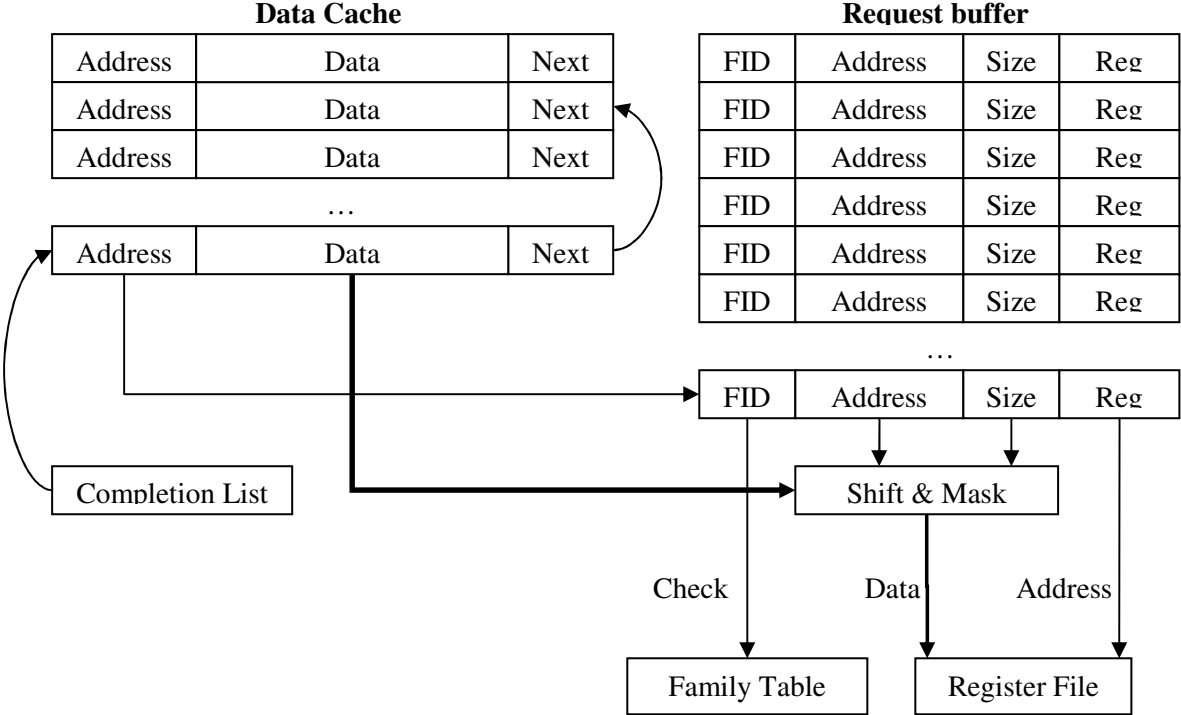 Data Cache Request buffer
Address Data Next FID Address Size Reg
Address Data Next FID Address Size Reg
Address Data Next FID Address Size Reg
… FID Address Size Reg
Address Data Next FID Address Size Reg
FID Address Size Reg
…
FID Address Size Reg
Completion List Shift & Mask
Check Data Address
Family Table Register File